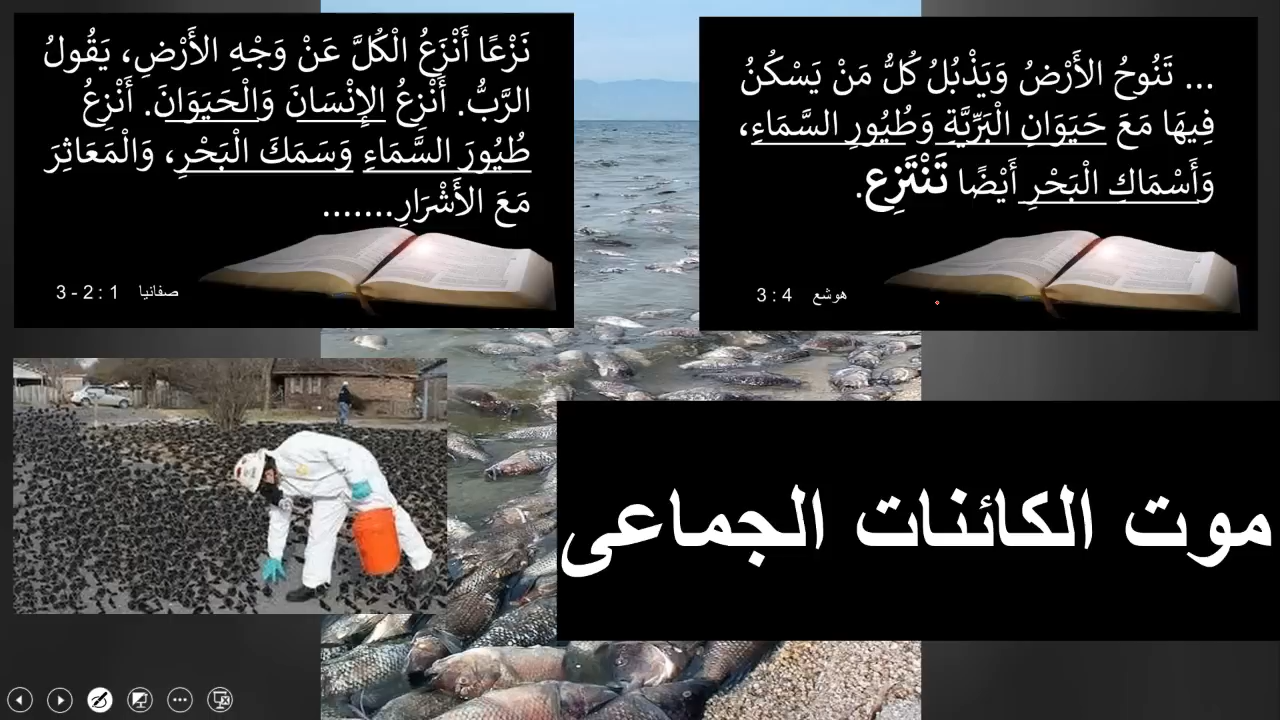 ... تَنُوحُ الأَرْضُ وَيَذْبُلُ كُلُّ مَنْ يَسْكُنُ
فِيهَا مَعَ حَيَوَانِ الْبَرِّيَّةِ وَطُيُورِ السَّمَاءِ،
وَأَسْمَاكِ الْبَحْرِ أَيْضًا تَنْتَزِع.
هوشع 4 : 3
نَزْعًا أَنْزَعُ الْكُلَّ عَنْ وَجْهِ الأَرْضِ، يَقُولُ
الرَّبُّ. أَنْزِعُ الإِنْسَانَ وَالْحَيَوَانَ. أَنْزِعُ
طُيُورَ السَّمَاءِ وَسَمَكَ الْبَحْرِ، وَالْمَعَاثِرَ
مَعَ الأَشْرَارِ.......
صفانيا 1 : 2 - 3
موت الكائنات الجماعى